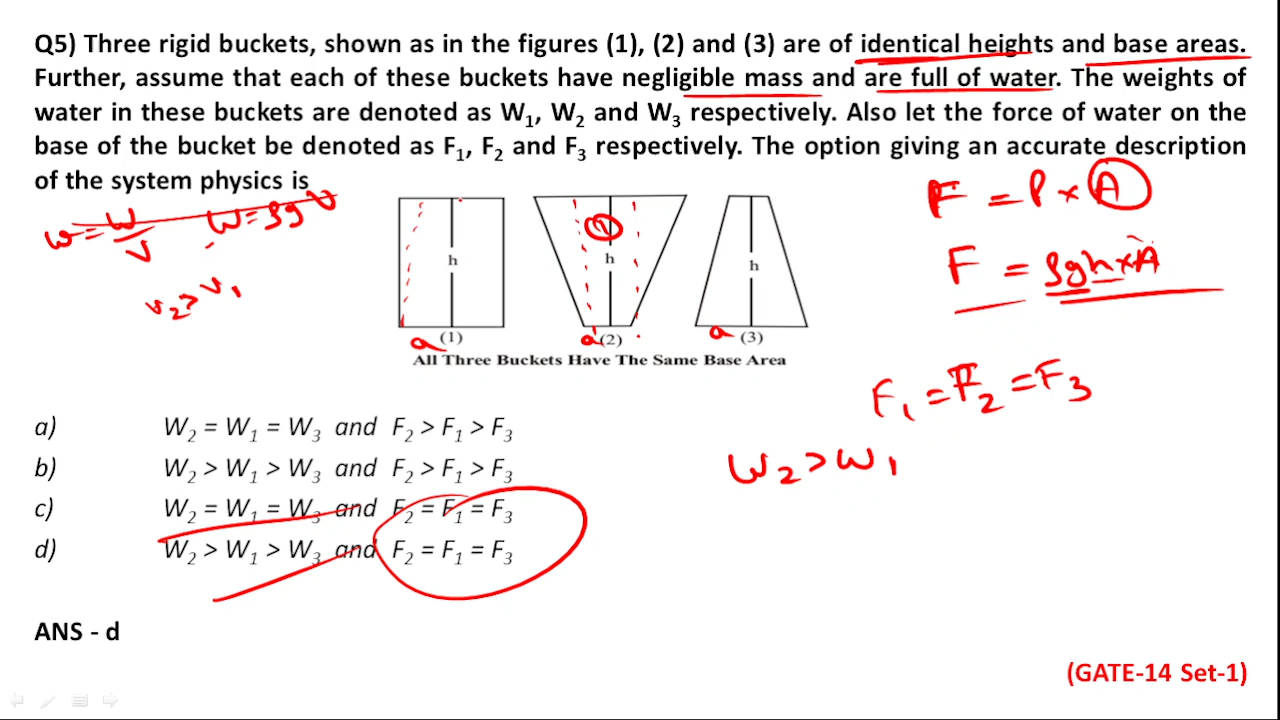 Q5) Three rigid buckets, shown as in the figures (1), (2) and (3) are of identical heights and base areas.
Further, assume that each of these buckets have negligible mass and are full of water. The weights of
water in these buckets are denoted as W₁, W₂ and W₃ respectively. Also let the force of water on the
base of the bucket be denoted as F₁, F₂ and F₃ respectively. The option giving an accurate description
of the system physics is
w = W/V
W = ρgV
V₂ > V₁
F = P × A
F = ρgh × A
h
h
h
a (1)
a (2)
a (3)
All Three Buckets Have The Same Base Area
F₁ = F₂ = F₃
W₂ > W₁
a) W₂ = W₁ = W₃ and F₂ > F₁ > F₃
b) W₂ > W₁ > W₃ and F₂ > F₁ > F₃
c) W₂ = W₁ = W₃ and F₂ = F₁ = F₃
d) W₂ > W₁ > W₃ and F₂ = F₁ = F₃
ANS - d
(GATE-14 Set-1)